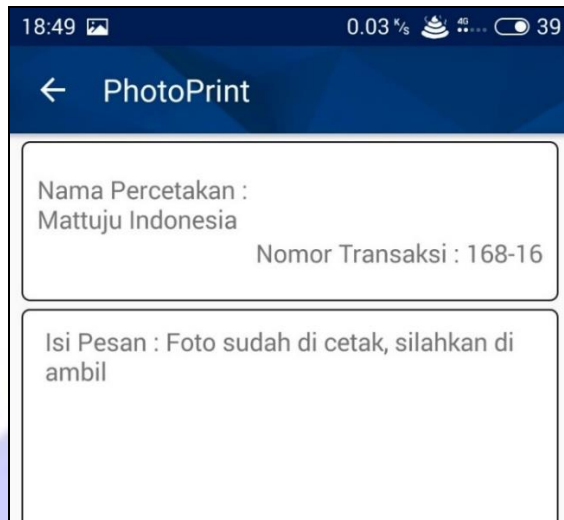 18:49 0.03 K/s 4G 39
PhotoPrint
Nama Percetakan :
Mattuju Indonesia
Nomor Transaksi : 168-16
Isi Pesan : Foto sudah di cetak, silahkan di
ambil